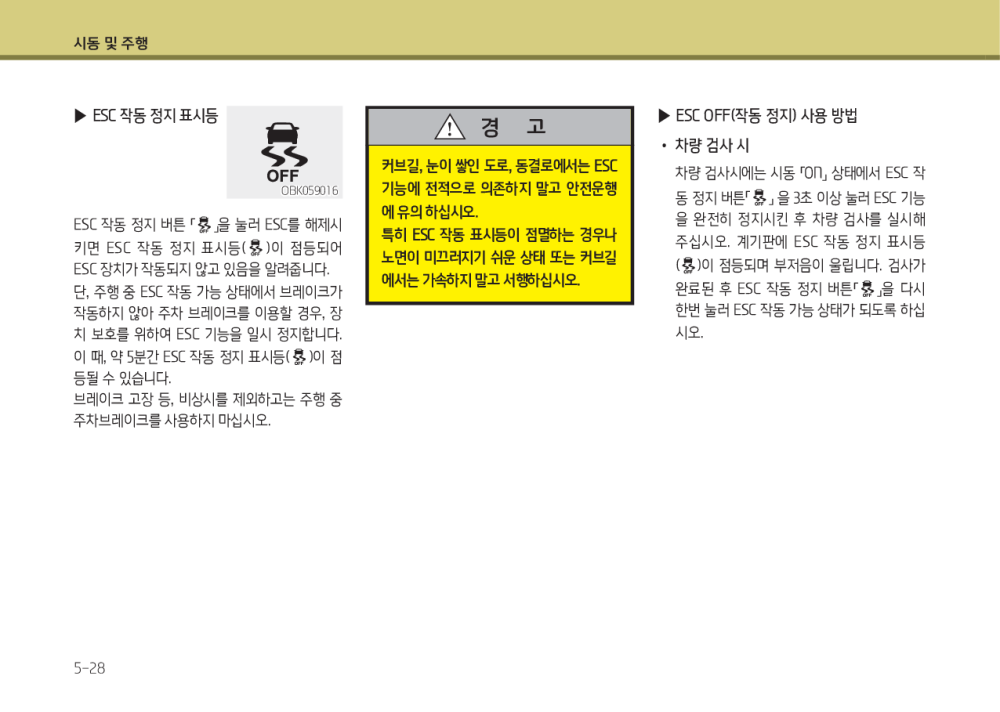 시동 및 주행
▶ ESC 작동 정지 표시등
OFF
OBK059016
ESC 작동 정지 버튼 「 」을 눌러 ESC를 해제시
키면 ESC 작동 정지 표시등( )이 점등되어
ESC 장치가 작동되지 않고 있음을 알려줍니다.
단, 주행 중 ESC 작동 가능 상태에서 브레이크가
작동하지 않아 주차 브레이크를 이용할 경우, 장
치 보호를 위하여 ESC 기능을 일시 정지합니다.
이 때, 약 5분간 ESC 작동 정지 표시등( )이 점
등될 수 있습니다.
브레이크 고장 등, 비상시를 제외하고는 주행 중
주차브레이크를 사용하지 마십시오.
경 고
커브길, 눈이 쌓인 도로, 동결로에서는 ESC
기능에 전적으로 의존하지 말고 안전운행
에 유의 하십시오.
특히 ESC 작동 표시등이 점멸하는 경우나
노면이 미끄러지기 쉬운 상태 또는 커브길
에서는 가속하지 말고 서행하십시오.
▶ ESC OFF(작동 정지) 사용 방법
• 차량 검사 시
차량 검사시에는 시동 「ON」 상태에서 ESC 작
동 정지 버튼「 」 을 3초 이상 눌러 ESC 기능
을 완전히 정지시킨 후 차량 검사를 실시해
주십시오. 계기판에 ESC 작동 정지 표시등
( )이 점등되며 부저음이 울립니다. 검사가
완료된 후 ESC 작동 정지 버튼「 」을 다시
한번 눌러 ESC 작동 가능 상태가 되도록 하십
시오.
5-28